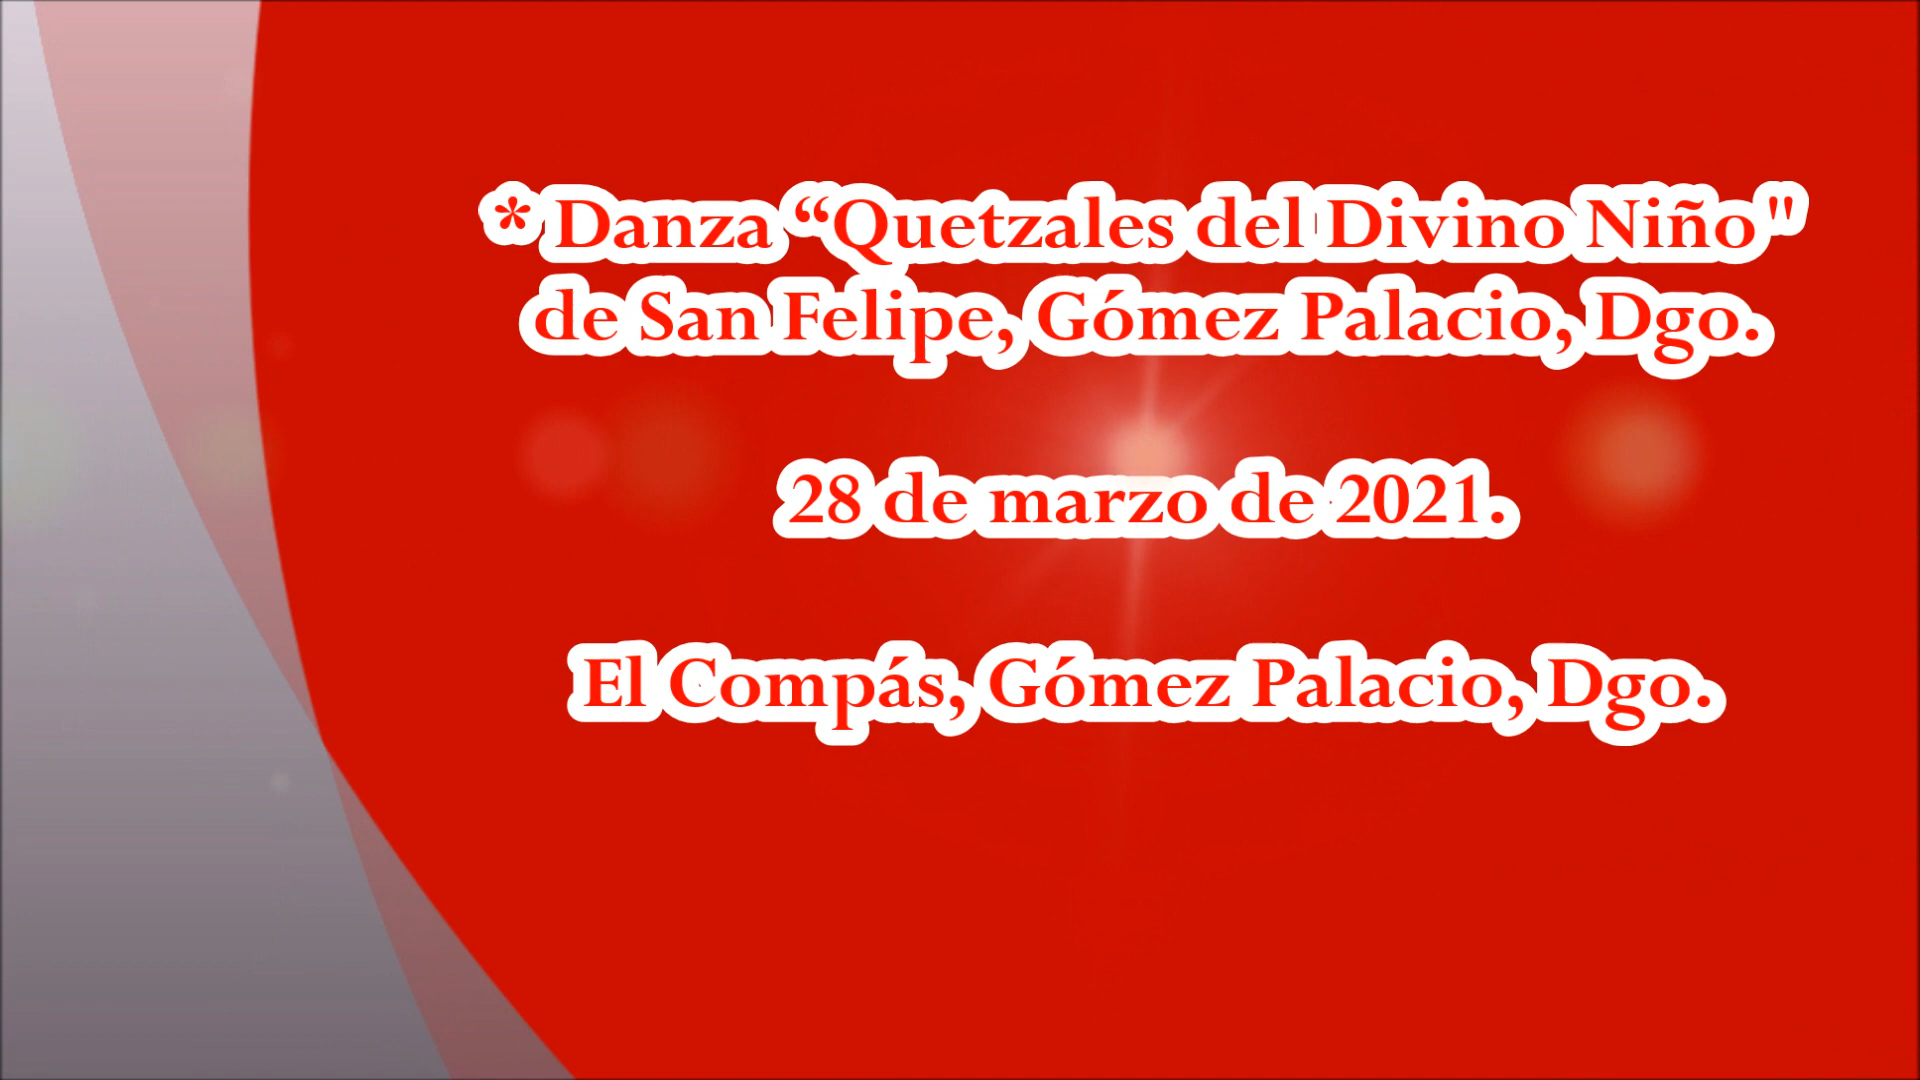 * Danza “Quetzales del Divino Niño"
de San Felipe, Gómez Palacio, Dgo.
28 de marzo de 2021.
El Compás, Gómez Palacio, Dgo.